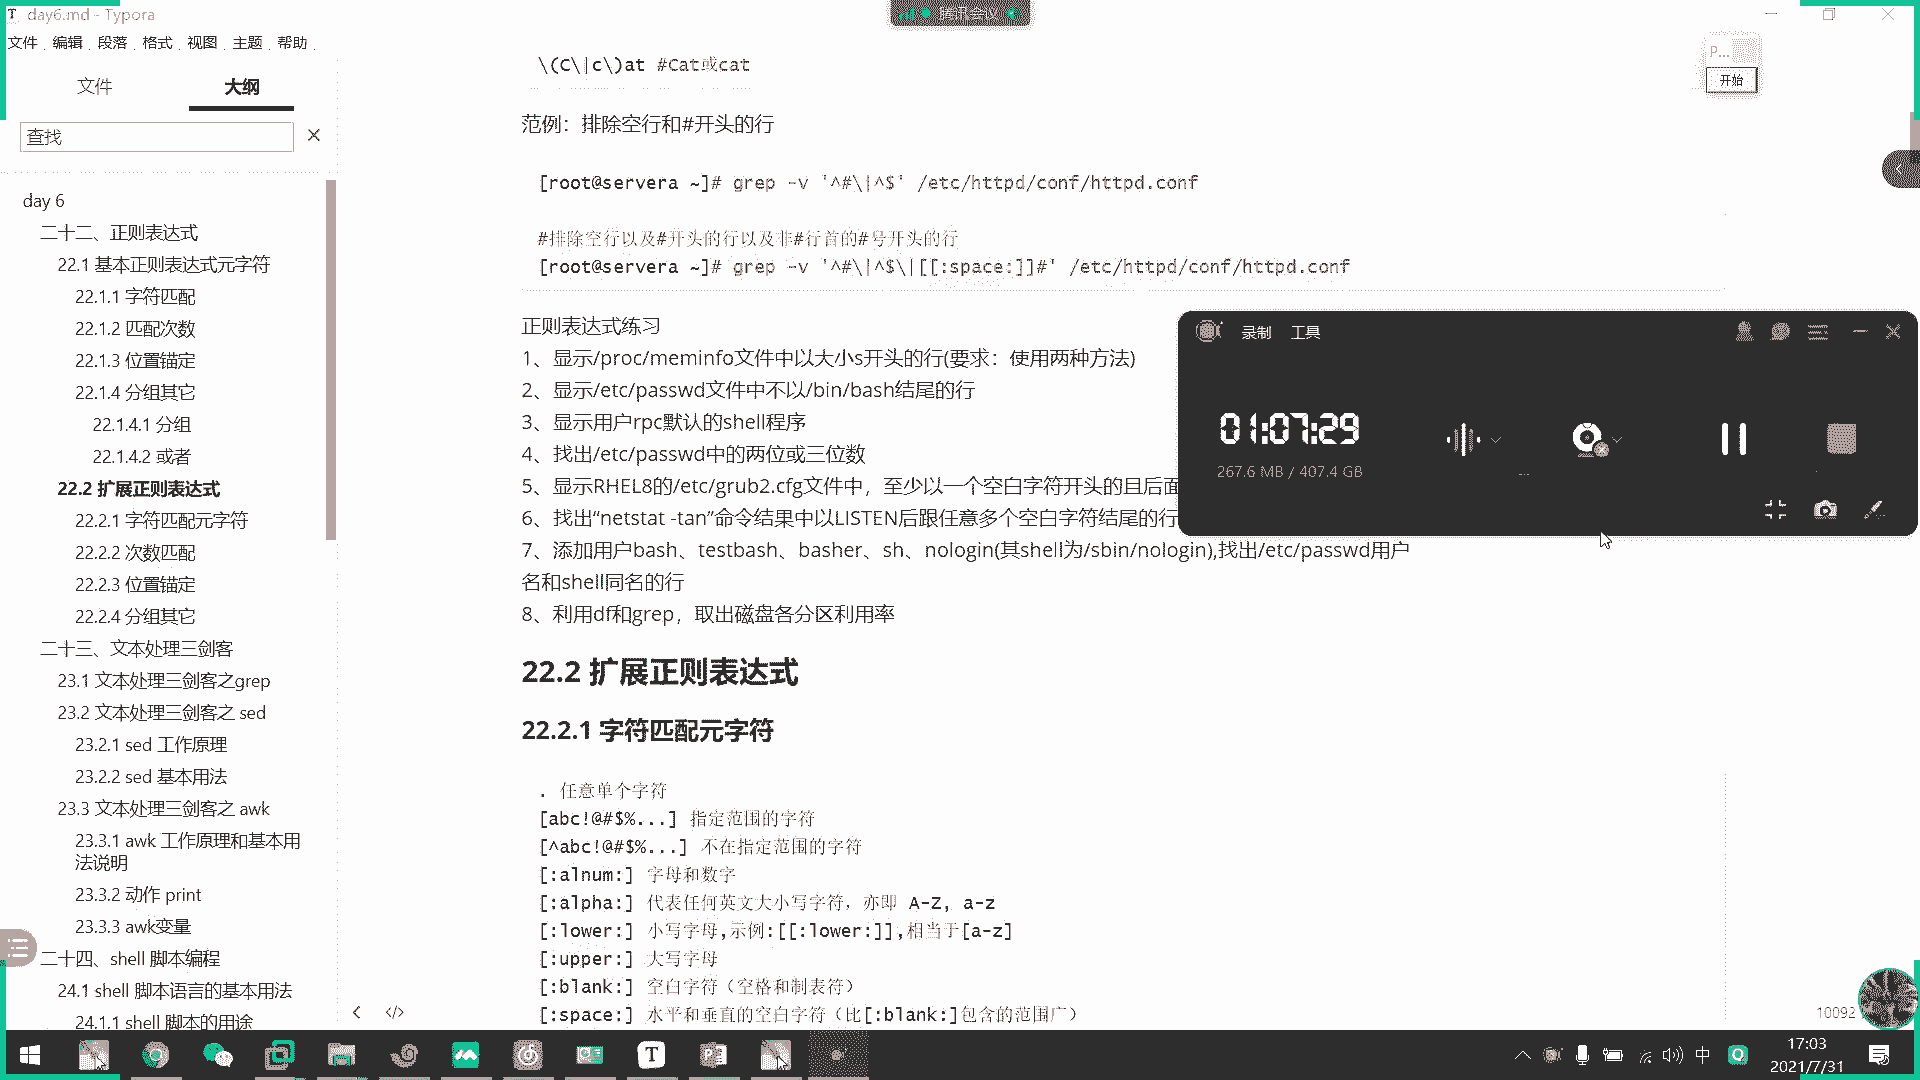 day6.md - Typora
腾讯会议
文件 编辑 段落 格式 视图 主题 帮助
文件
大纲
查找
day 6
二十二、正则表达式
22.1 基本正则表达式元字符
22.1.1 字符匹配
22.1.2 匹配次数
22.1.3 位置锚定
22.1.4 分组其它
22.1.4.1 分组
22.1.4.2 或者
22.2 扩展正则表达式
22.2.1 字符匹配元字符
22.2.2 次数匹配
22.2.3 位置锚定
22.2.4 分组其它
二十三、文本处理三剑客
23.1 文本处理三剑客之grep
23.2 文本处理三剑客之 sed
23.2.1 sed 工作原理
23.2.2 sed 基本用法
23.3 文本处理三剑客之 awk
23.3.1 awk 工作原理和基本用
法说明
23.3.2 动作 print
23.3.3 awk变量
二十四、shell 脚本编程
24.1 shell 脚本语言的基本用法
24.1.1 shell 脚本的用途
\(C\|c\)at #Cat或cat
范例：排除空行和#开头的行
[root@servera ~]# grep -v '^#\|^$' /etc/httpd/conf/httpd.conf
#排除空行以及#开头的行以及非#行首的#号开头的行
[root@servera ~]# grep -v '^#\|^$\|[[:space:]]#' /etc/httpd/conf/httpd.conf
正则表达式练习
1、显示/proc/meminfo文件中以大小s开头的行(要求：使用两种方法)
2、显示/etc/passwd文件中不以/bin/bash结尾的行
3、显示用户rpc默认的shell程序
4、找出/etc/passwd中的两位或三位数
5、显示RHEL8的/etc/grub2.cfg文件中，至少以一个空白字符开头的且后面
6、找出“netstat -tan”命令结果中以LISTEN后跟任意多个空白字符结尾的行
7、添加用户bash、testbash、basher、sh、nologin(其shell为/sbin/nologin),找出/etc/passwd用户
名和shell同名的行
8、利用df和grep，取出磁盘各分区利用率
22.2 扩展正则表达式
22.2.1 字符匹配元字符
. 任意单个字符
[abc!@#$%...] 指定范围的字符
[^abc!@#$%...] 不在指定范围的字符
[:alnum:] 字母和数字
[:alpha:] 代表任何英文大小写字符，亦即 A-Z, a-z
[:lower:] 小写字母,示例:[[:lower:]],相当于[a-z]
[:upper:] 大写字母
[:blank:] 空白字符（空格和制表符）
[:space:] 水平和垂直的空白字符（比[:blank:]包含的范围广）
P...
开始
录制 工具
01:07:29
267.6 MB / 407.4 GB
10092
中
17:03
2021/7/31